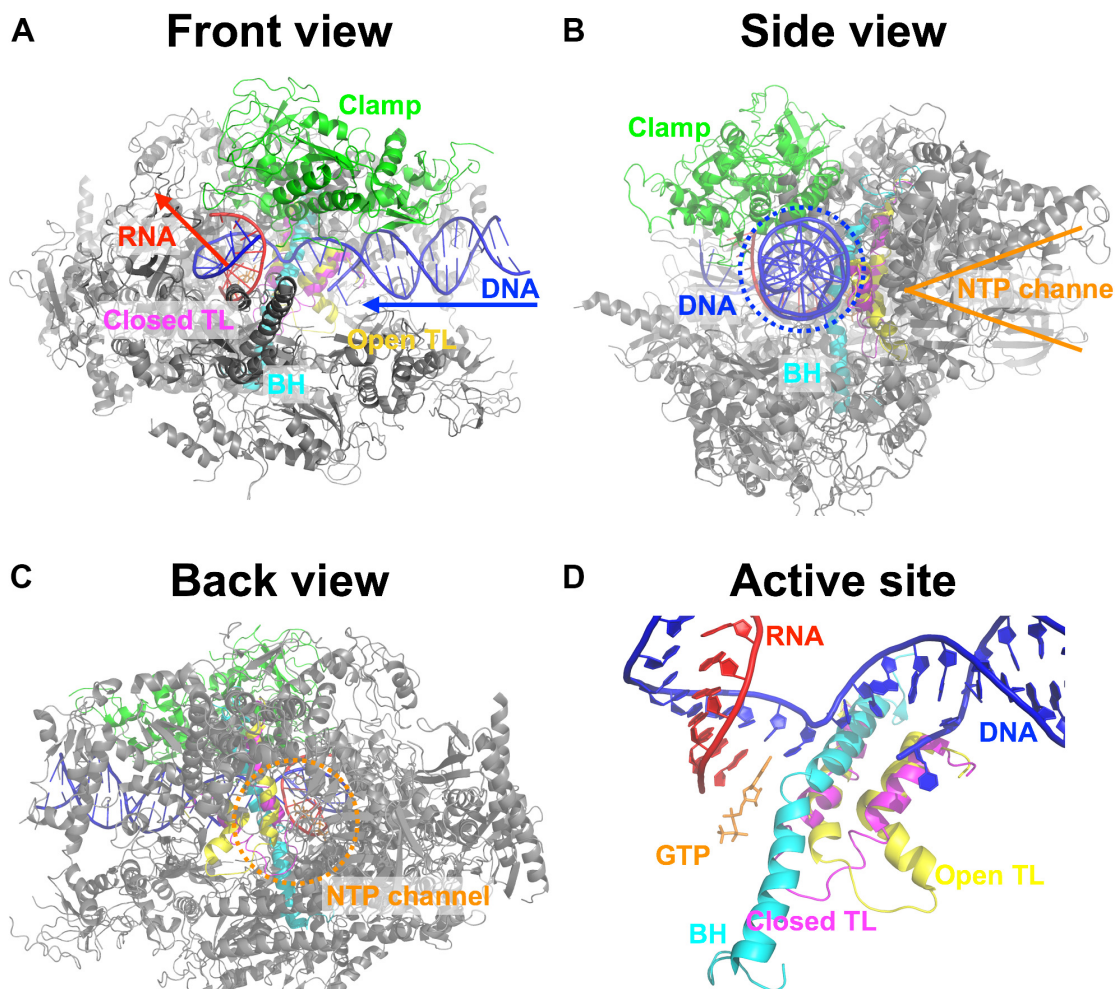 A
Front view
Clamp
RNA
DNA
Closed TL
Open TL
BH
B
Side view
Clamp
DNA
NTP channe
BH
C
Back view
NTP channel
D
Active site
RNA
DNA
GTP
Open TL
Closed TL
BH